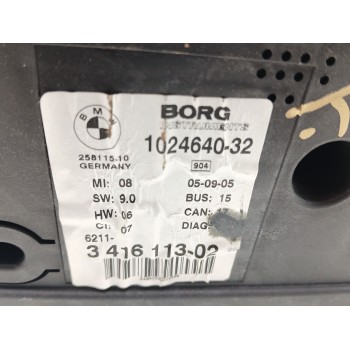 BMW
BORG
INSTRUMENTS
1024640-32
258115-10
GERMANY
904
MI: 08 05-09-05
SW: 9.0 BUS: 15
HW: 06 CAN:
CI: 07 DIAG
6211-
3 416 113-02